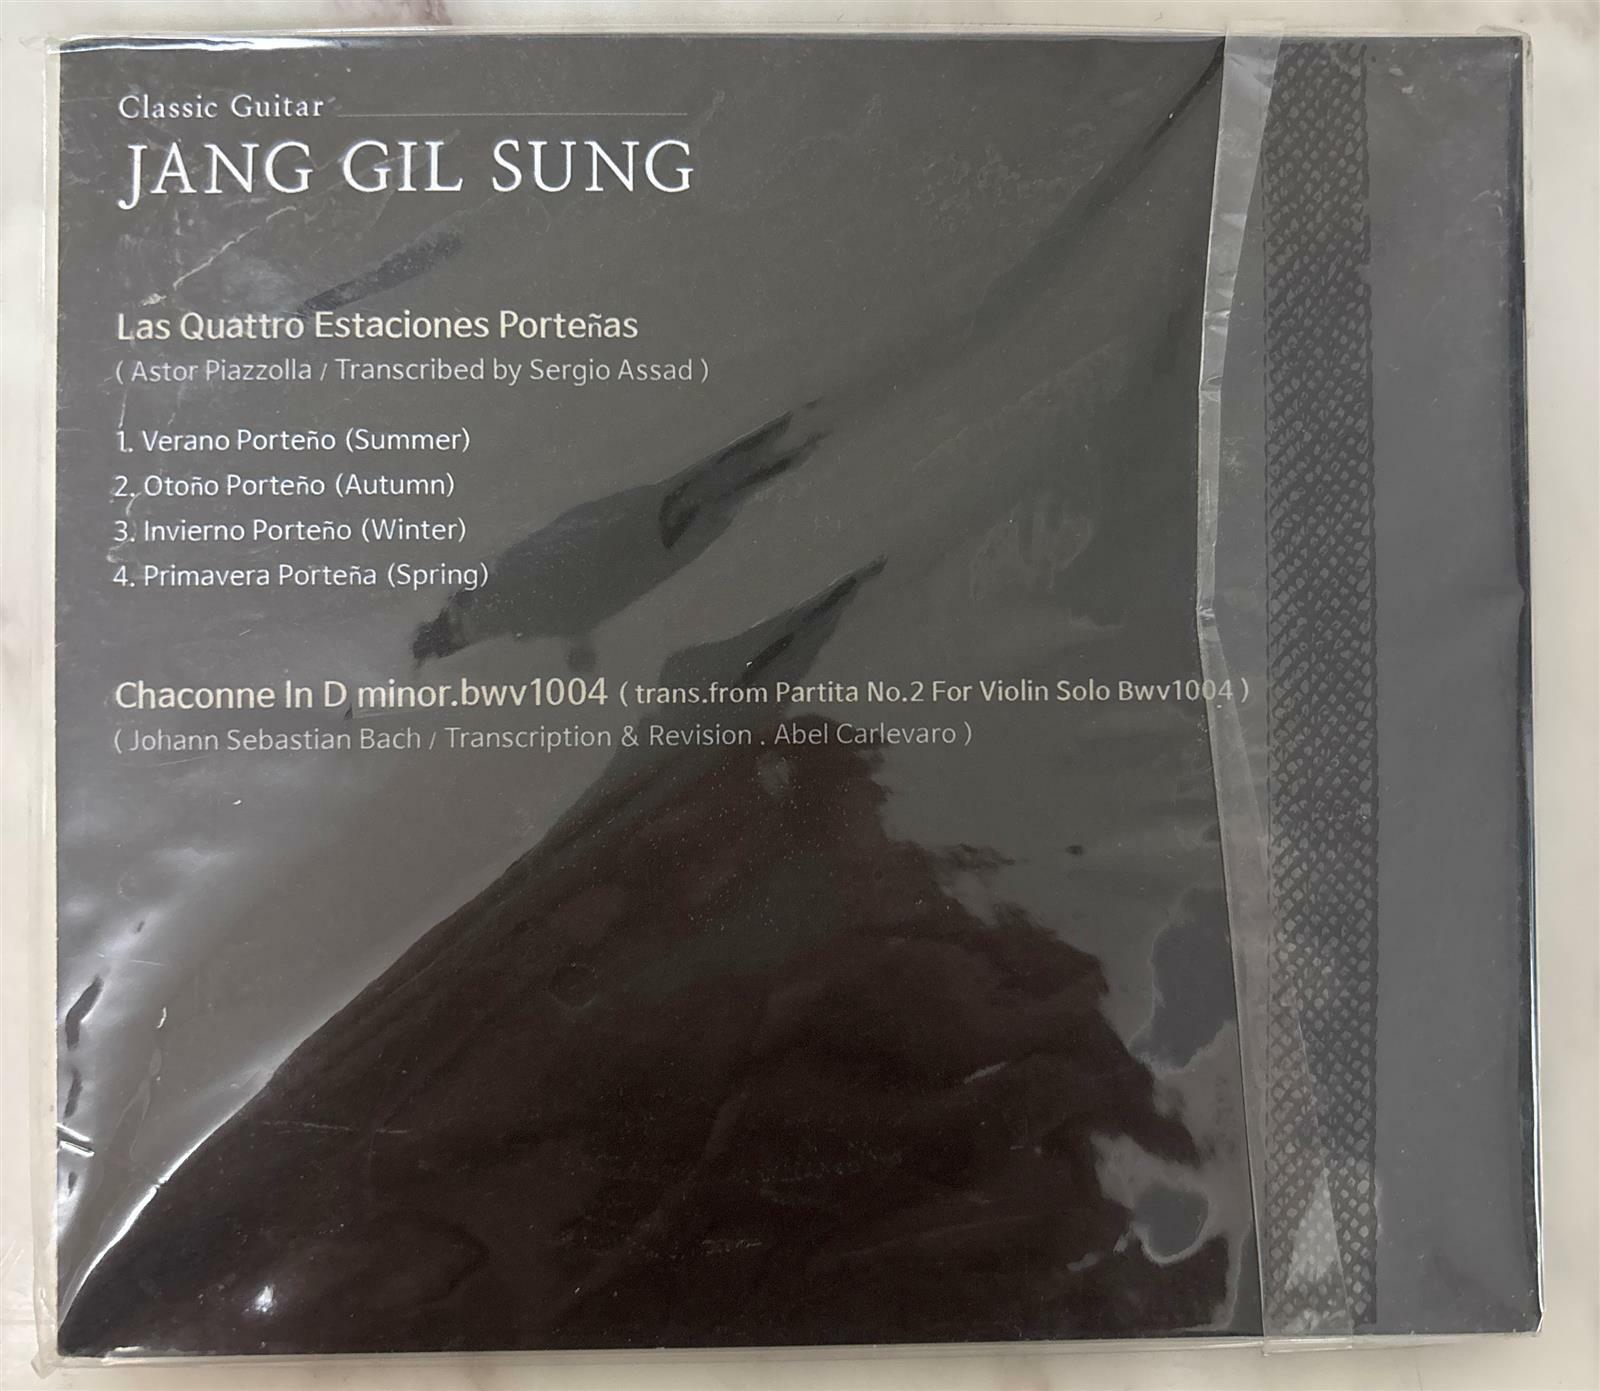 Classic Guitar
JANG GIL SUNG
Las Quattro Estaciones Porteñas
( Astor Piazzolla / Transcribed by Sergio Assad )
1. Verano Porteño (Summer)
2. Otoño Porteño (Autumn)
3. Invierno Porteño (Winter)
4. Primavera Porteña (Spring)
Chaconne In D minor.bwv1004 ( trans.from Partita No.2 For Violin Solo Bwv1004 )
( Johann Sebastian Bach / Transcription & Revision . Abel Carlevaro )